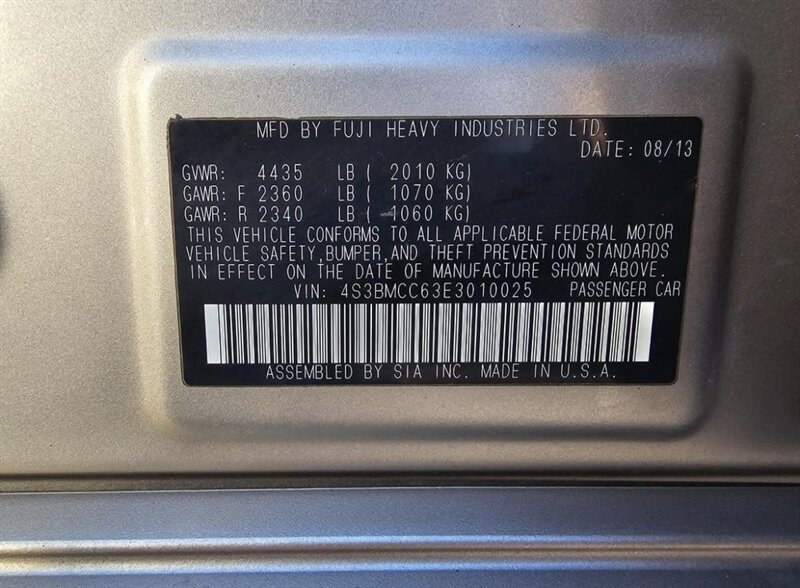 MFD BY FUJI HEAVY INDUSTRIES LTD.
DATE: 08/13
GVWR: 4435 LB ( 2010 KG)
GAWR: F 2360 LB ( 1070 KG)
GAWR: R 2340 LB ( 1060 KG)
THIS VEHICLE CONFORMS TO ALL APPLICABLE FEDERAL MOTOR
VEHICLE SAFETY,BUMPER,AND THEFT PREVENTION STANDARDS
IN EFFECT ON THE DATE OF MANUFACTURE SHOWN ABOVE.
VIN: 4S3BMCC63E3010025 PASSENGER CAR
ASSEMBLED BY SIA INC. MADE IN U.S.A.